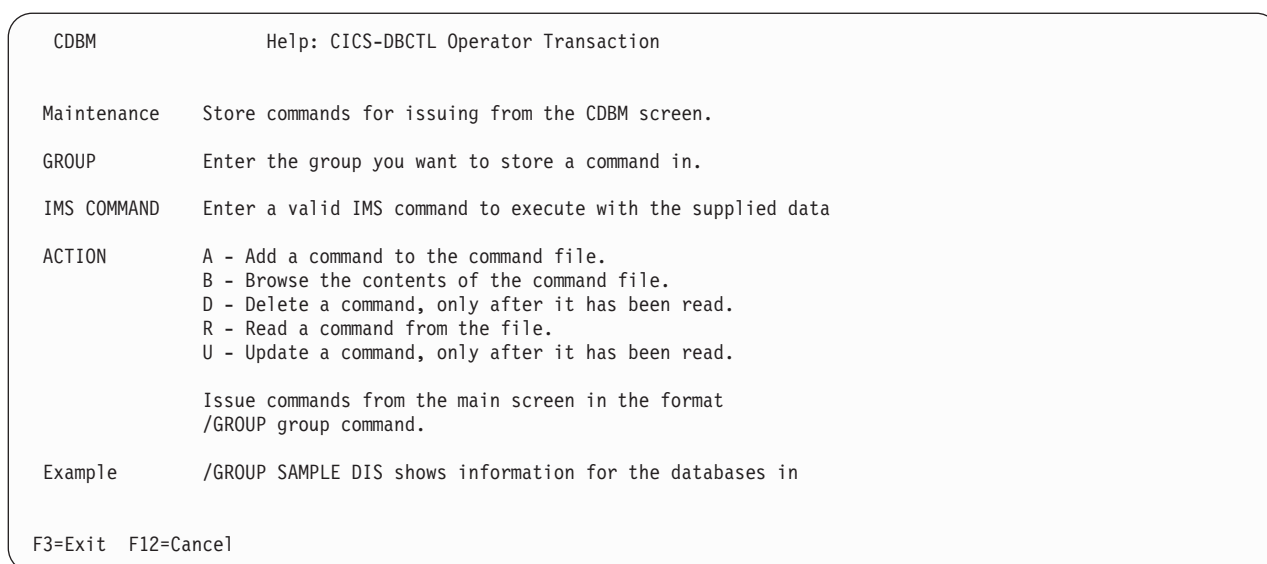 CDBM Help: CICS-DBCTL Operator Transaction
Maintenance Store commands for issuing from the CDBM screen.
GROUP Enter the group you want to store a command in.
IMS COMMAND Enter a valid IMS command to execute with the supplied data
ACTION A - Add a command to the command file.
B - Browse the contents of the command file.
D - Delete a command, only after it has been read.
R - Read a command from the file.
U - Update a command, only after it has been read.
Issue commands from the main screen in the format
/GROUP group command.
Example /GROUP SAMPLE DIS shows information for the databases in
F3=Exit F12=Cancel